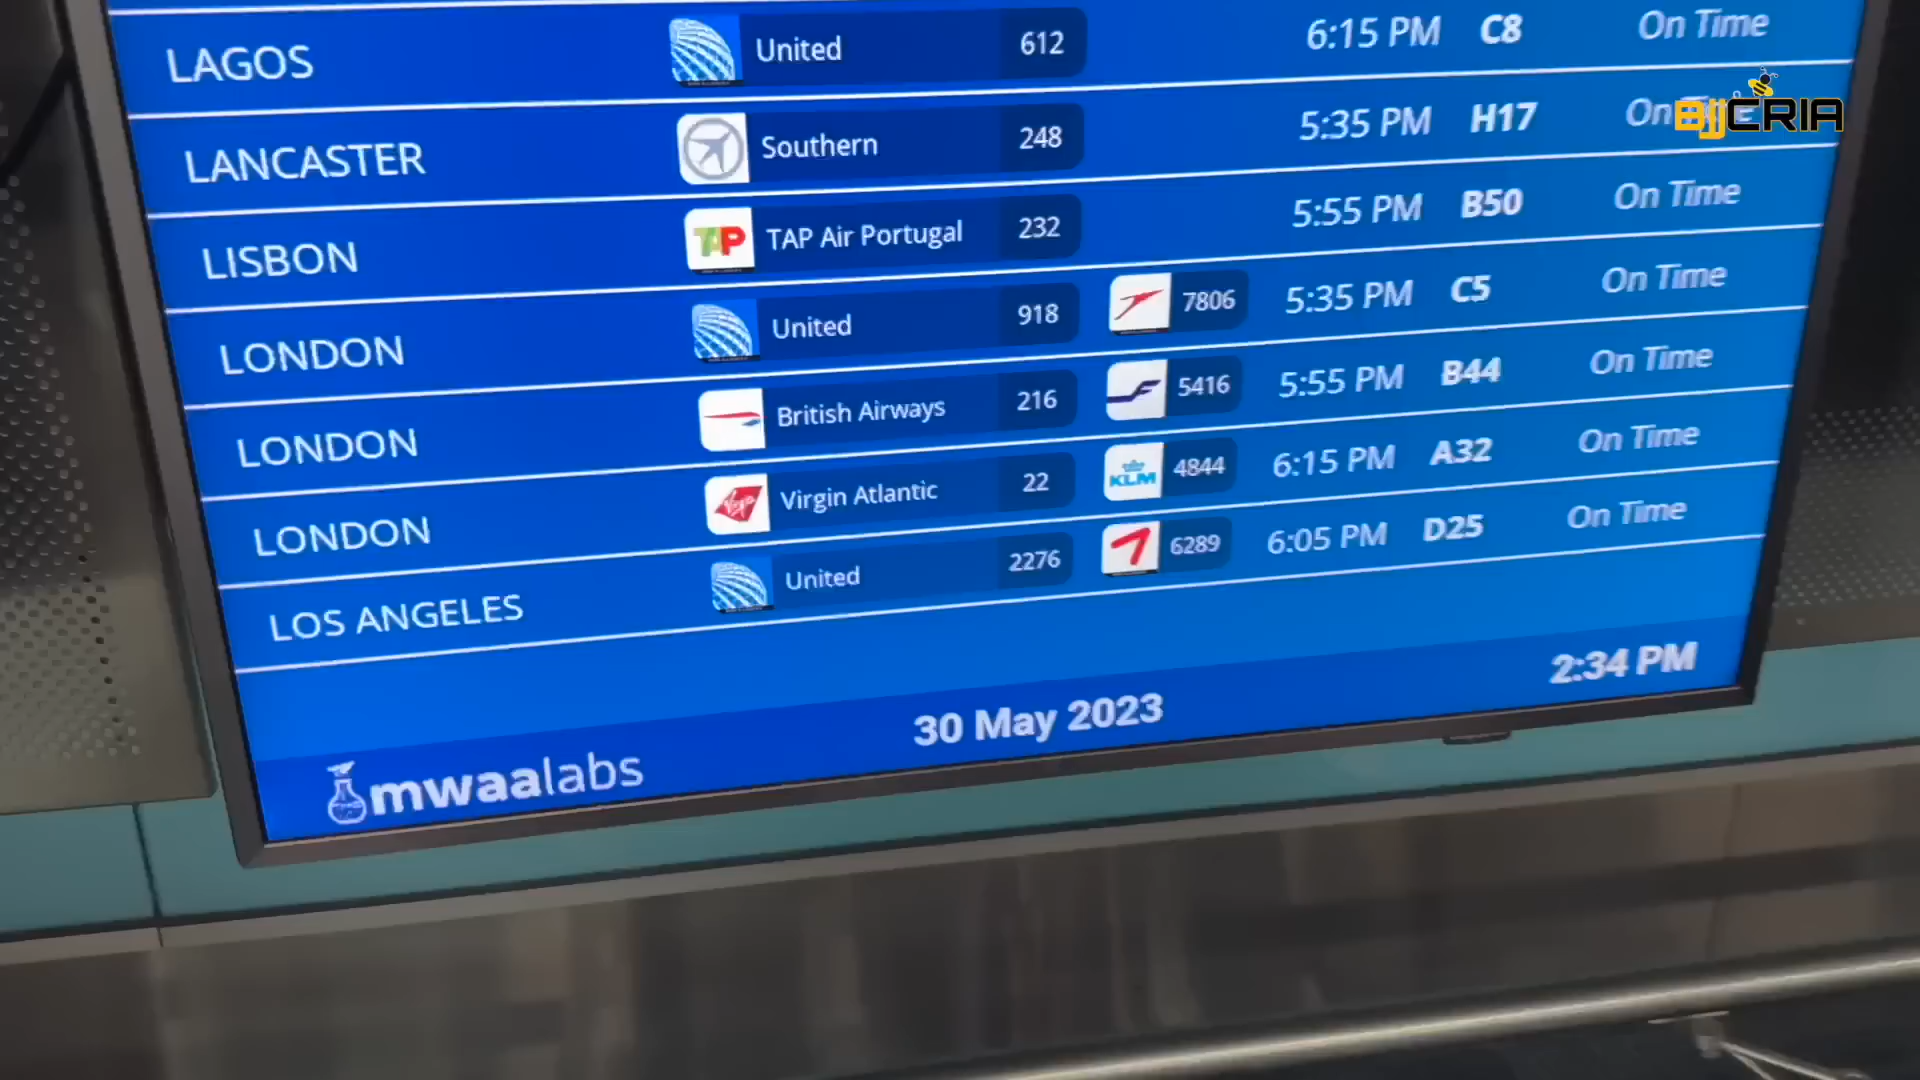 LAGOS United 612 6:15 PM C8 On Time
LANCASTER Southern 248 5:35 PM H17 On
BJJCRIA
LISBON TAP TAP Air Portugal 232 5:55 PM B50 On Time
LONDON United 918 7806 5:35 PM C5 On Time
LONDON British Airways 216 5416 5:55 PM B44 On Time
LONDON Virgin Virgin Atlantic 22 KLM 4844 6:15 PM A32 On Time
LOS ANGELES United 2276 6289 6:05 PM D25 On Time
mwaalabs 30 May 2023 2:34 PM